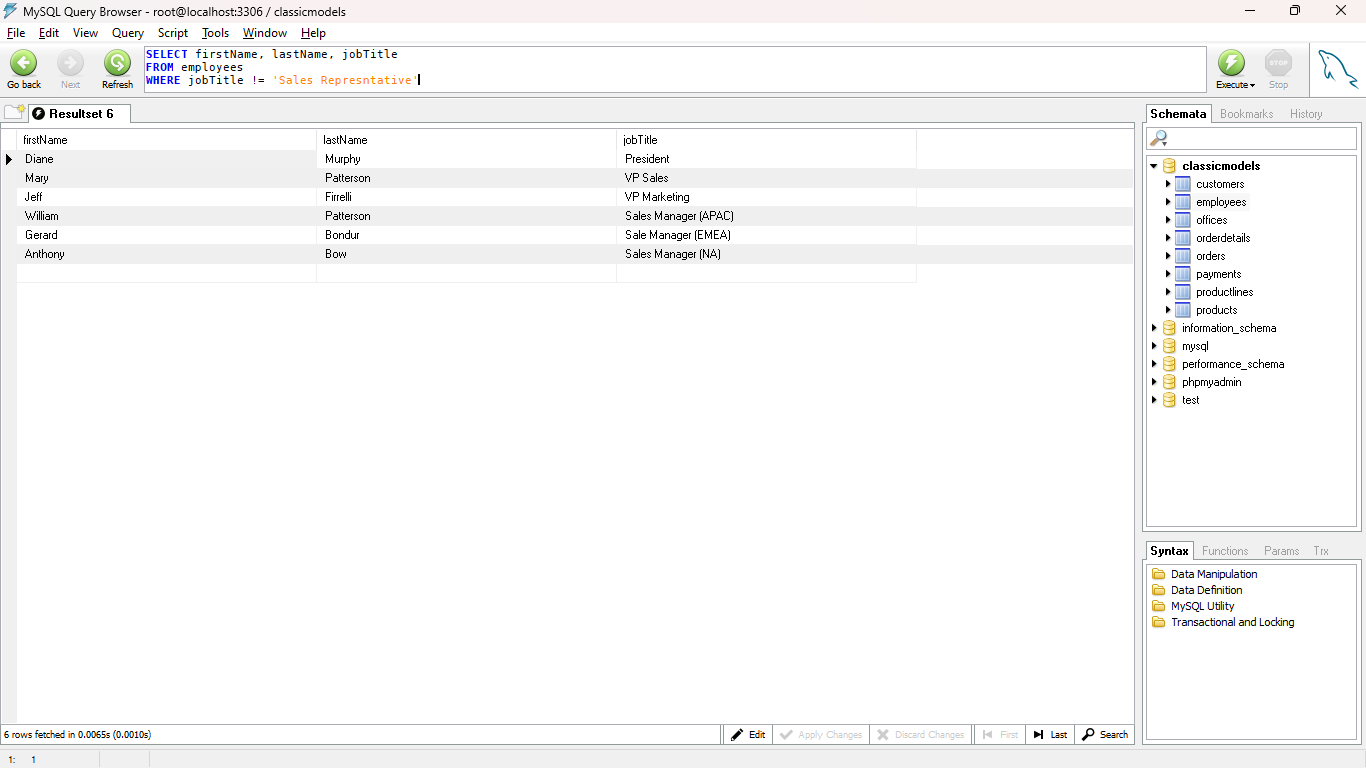 MySQL Query Browser - root@localhost:3306 / classicmodels
File Edit View Query Script Tools Window Help
Go back Next Refresh
SELECT firstName, lastName, jobTitle
FROM employees
WHERE jobTitle != 'Sales Represntative'
Execute STOP Stop
Resultset 6
firstName lastName jobTitle
Diane Murphy President
Mary Patterson VP Sales
Jeff Firrelli VP Marketing
William Patterson Sales Manager (APAC)
Gerard Bondur Sale Manager (EMEA)
Anthony Bow Sales Manager (NA)
Schemata Bookmarks History
classicmodels
customers
employees
offices
orderdetails
orders
payments
productlines
products
information_schema
mysql
performance_schema
phpmyadmin
test
Syntax Functions Params Trx
Data Manipulation
Data Definition
MySQL Utility
Transactional and Locking
6 rows fetched in 0.0065s (0.0010s) Edit Apply Changes Discard Changes First Last Search
1: 1